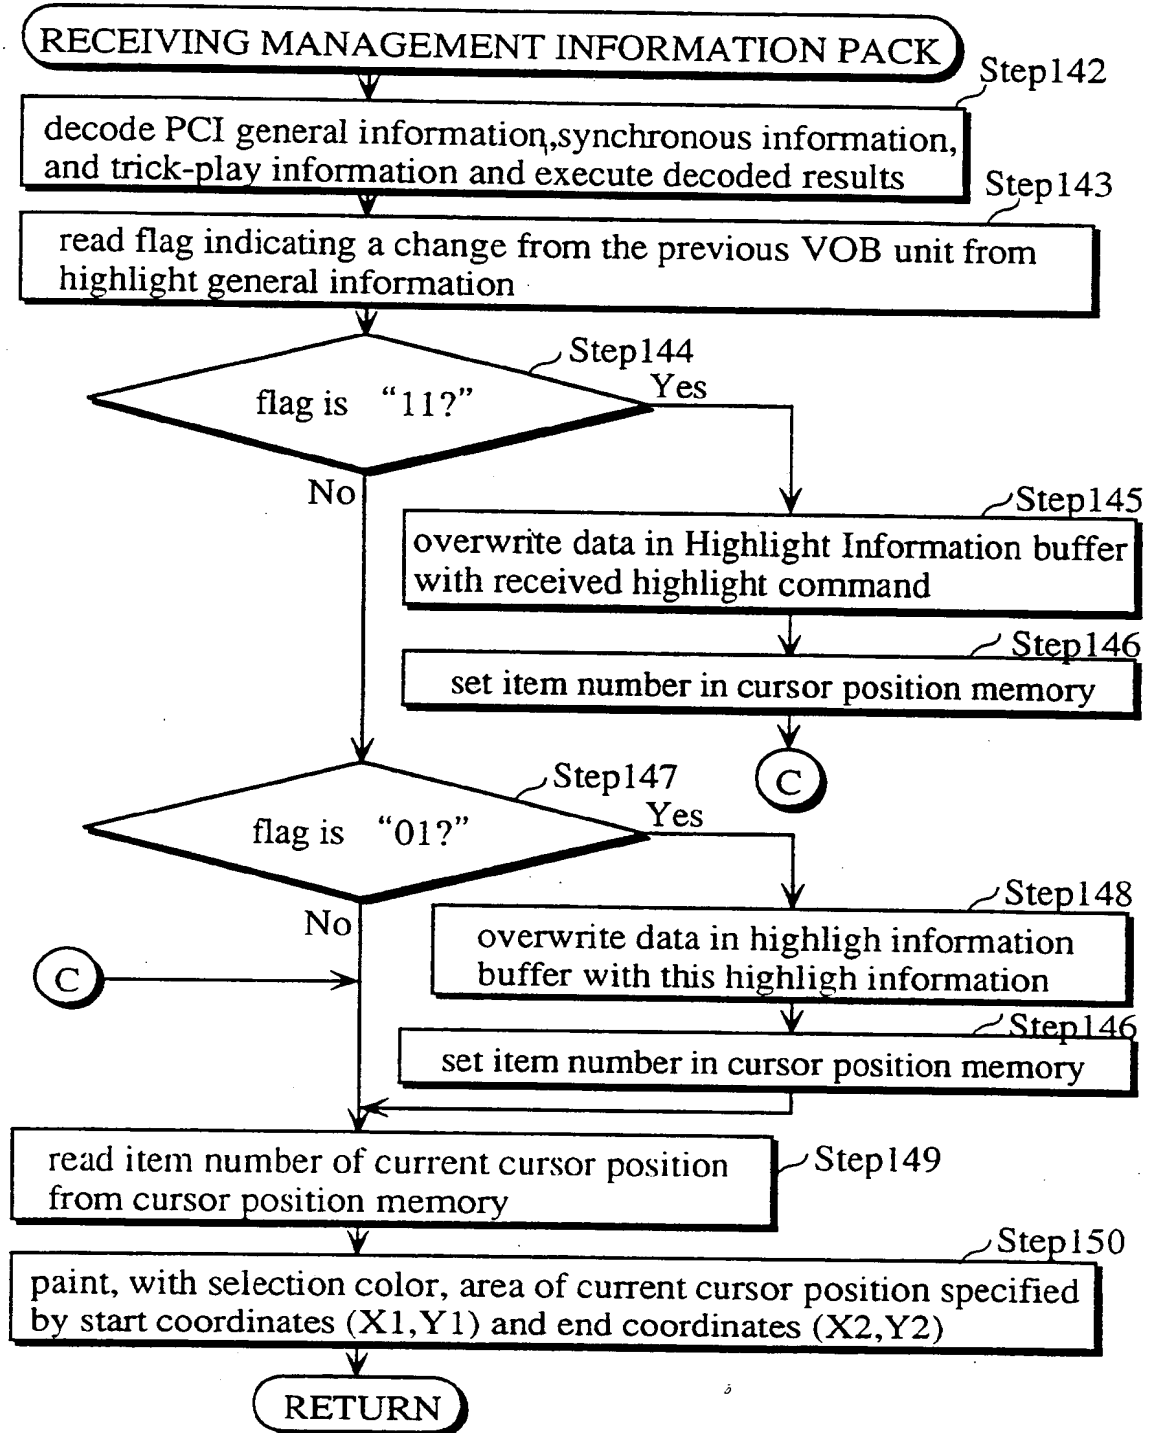 RECEIVING MANAGEMENT INFORMATION PACK
Step142
decode PCI general information,synchronous information,
and trick-play information and execute decoded results
Step143
read flag indicating a change from the previous VOB unit from
highlight general information
Step144
flag is “11?”
Yes
No
Step145
overwrite data in Highlight Information buffer
with received highlight command
Step146
set item number in cursor position memory
C
Step147
flag is “01?”
Yes
No
Step148
overwrite data in highligh information
buffer with this highligh information
C
Step146
set item number in cursor position memory
read item number of current cursor position
from cursor position memory
Step149
Step150
paint, with selection color, area of current cursor position specified
by start coordinates (X1,Y1) and end coordinates (X2,Y2)
RETURN